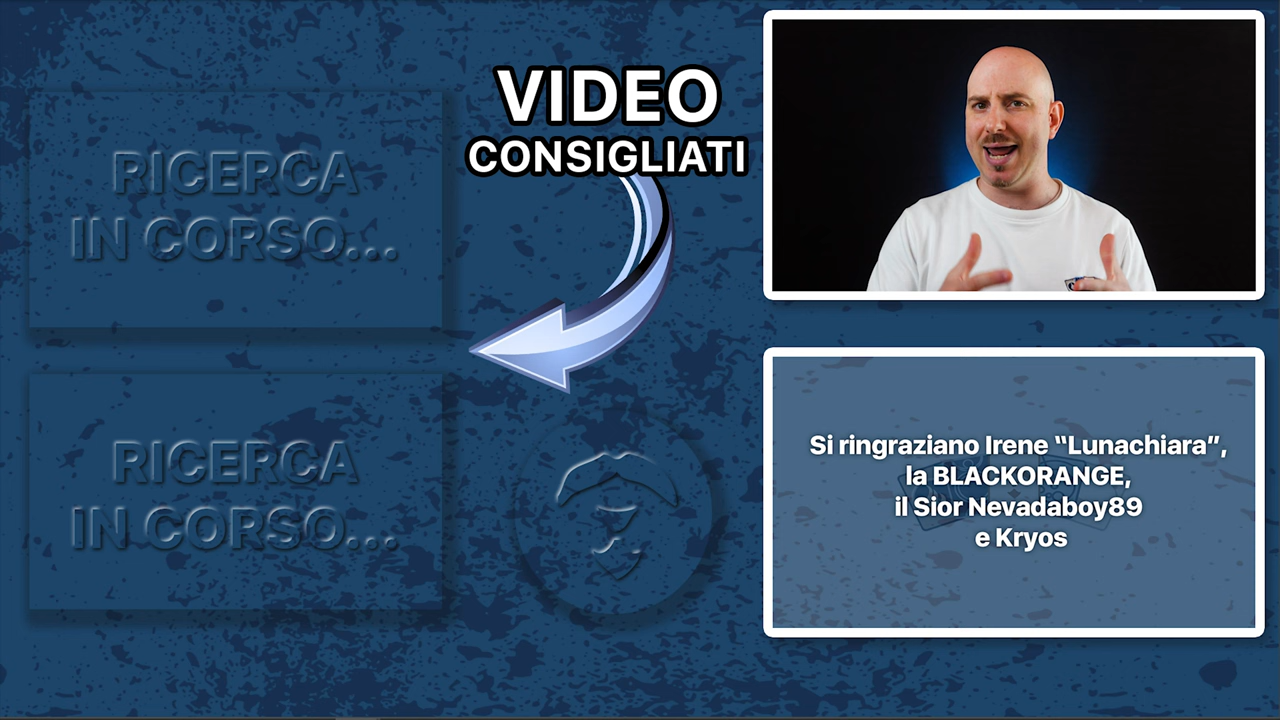 VIDEO
CONSIGLIATI
RICERCA
IN CORSO...
RICERCA
IN CORSO...
Si ringraziano Irene “Lunachiara”,
la BLACKORANGE,
il Sior Nevadaboy89
e Kryos